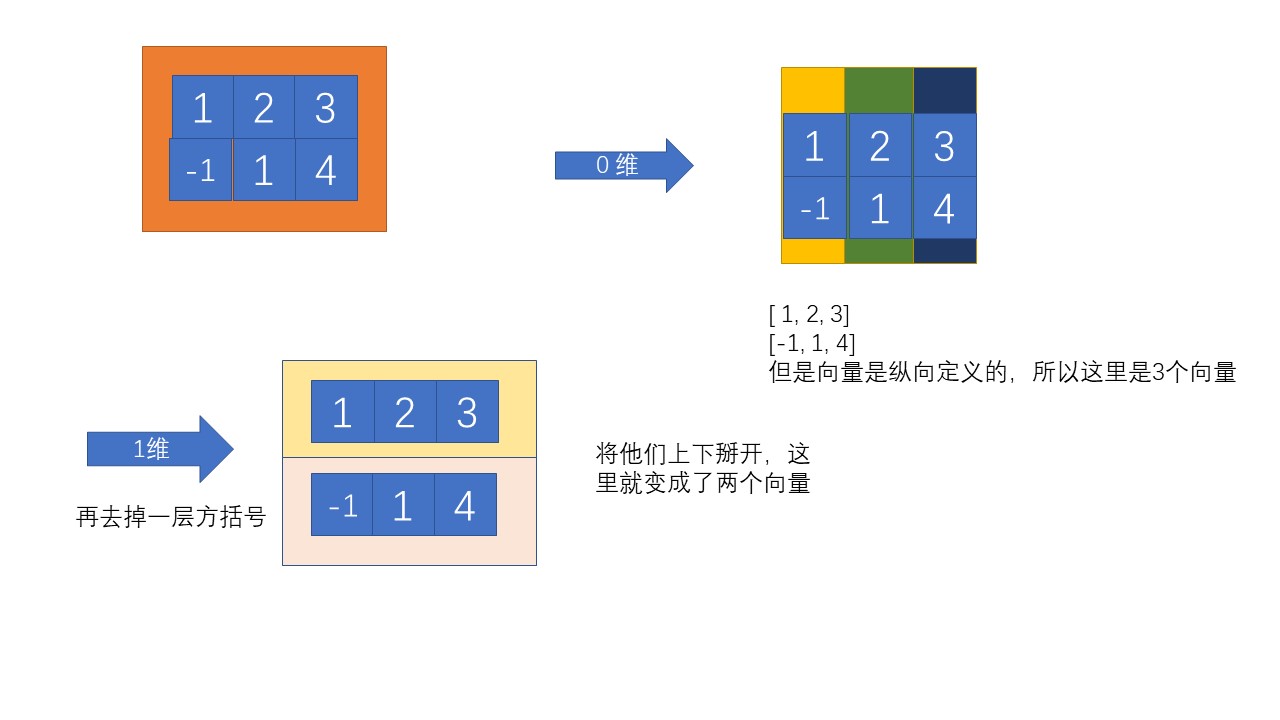 1 2 3
-1 1 4
0 维
1 2 3
-1 1 4
[ 1, 2, 3]
[-1, 1, 4]
但是向量是纵向定义的，所以这里是3个向量
1维
再去掉一层方括号
1 2 3
-1 1 4
将他们上下掰开，这
里就变成了两个向量